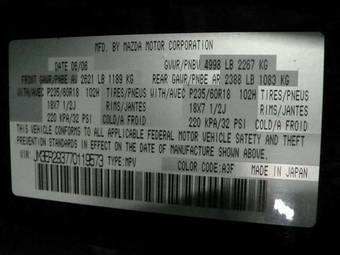 MFD. BY MAZDA MOTOR CORPORATION
DATE 06/06 GVWR/PNBV 4998 LB 2267 KG
FRONT GAWR/PNBE AV 2621 LB 1189 KG REAR GAWR/PNBE AR 2388 LB 1083 KG
WITH/AVEC P235/60R18 102H TIRES/PNEUS WITH/AVEC P235/60R18 102H TIRES/PNEUS
18X7 1/2J RIMS/JANTES 18X7 1/2J RIMS/JANTES
220 KPA/32 PSI COLD/A FROID 220 KPA/32 PSI COLD/A FROID
THIS VEHICLE CONFORMS TO ALL APPLICABLE FEDERAL MOTOR VEHICLE SAFETY AND THEFT
PREVENTION STANDARDS IN EFFECT ON THE DATE OF MANUFACTURE SHOWN ABOVE.
JM3ER293770119573 TYPE:MPV COLOR CODE:A3F MADE IN JAPAN